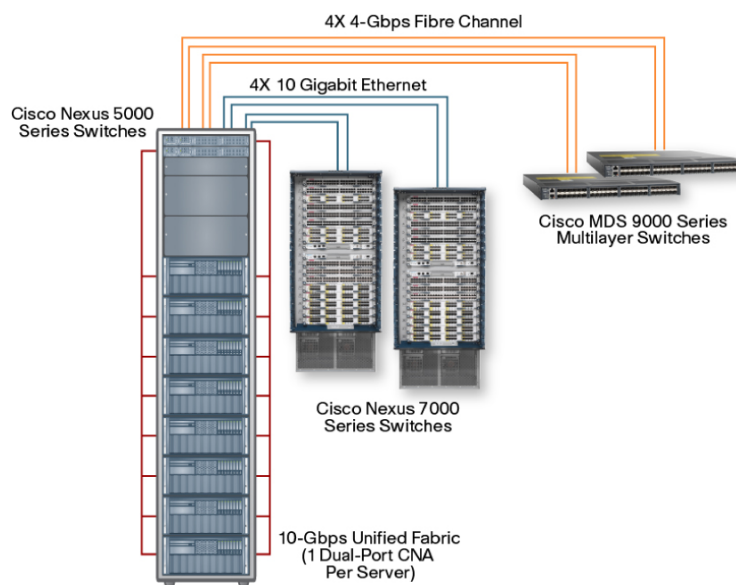 4X 4-Gbps Fibre Channel
4X 10 Gigabit Ethernet
Cisco Nexus 5000
Series Switches
Cisco MDS 9000 Series
Multilayer Switches
Cisco Nexus 7000
Series Switches
10-Gbps Unified Fabric
(1 Dual-Port CNA
Per Server)